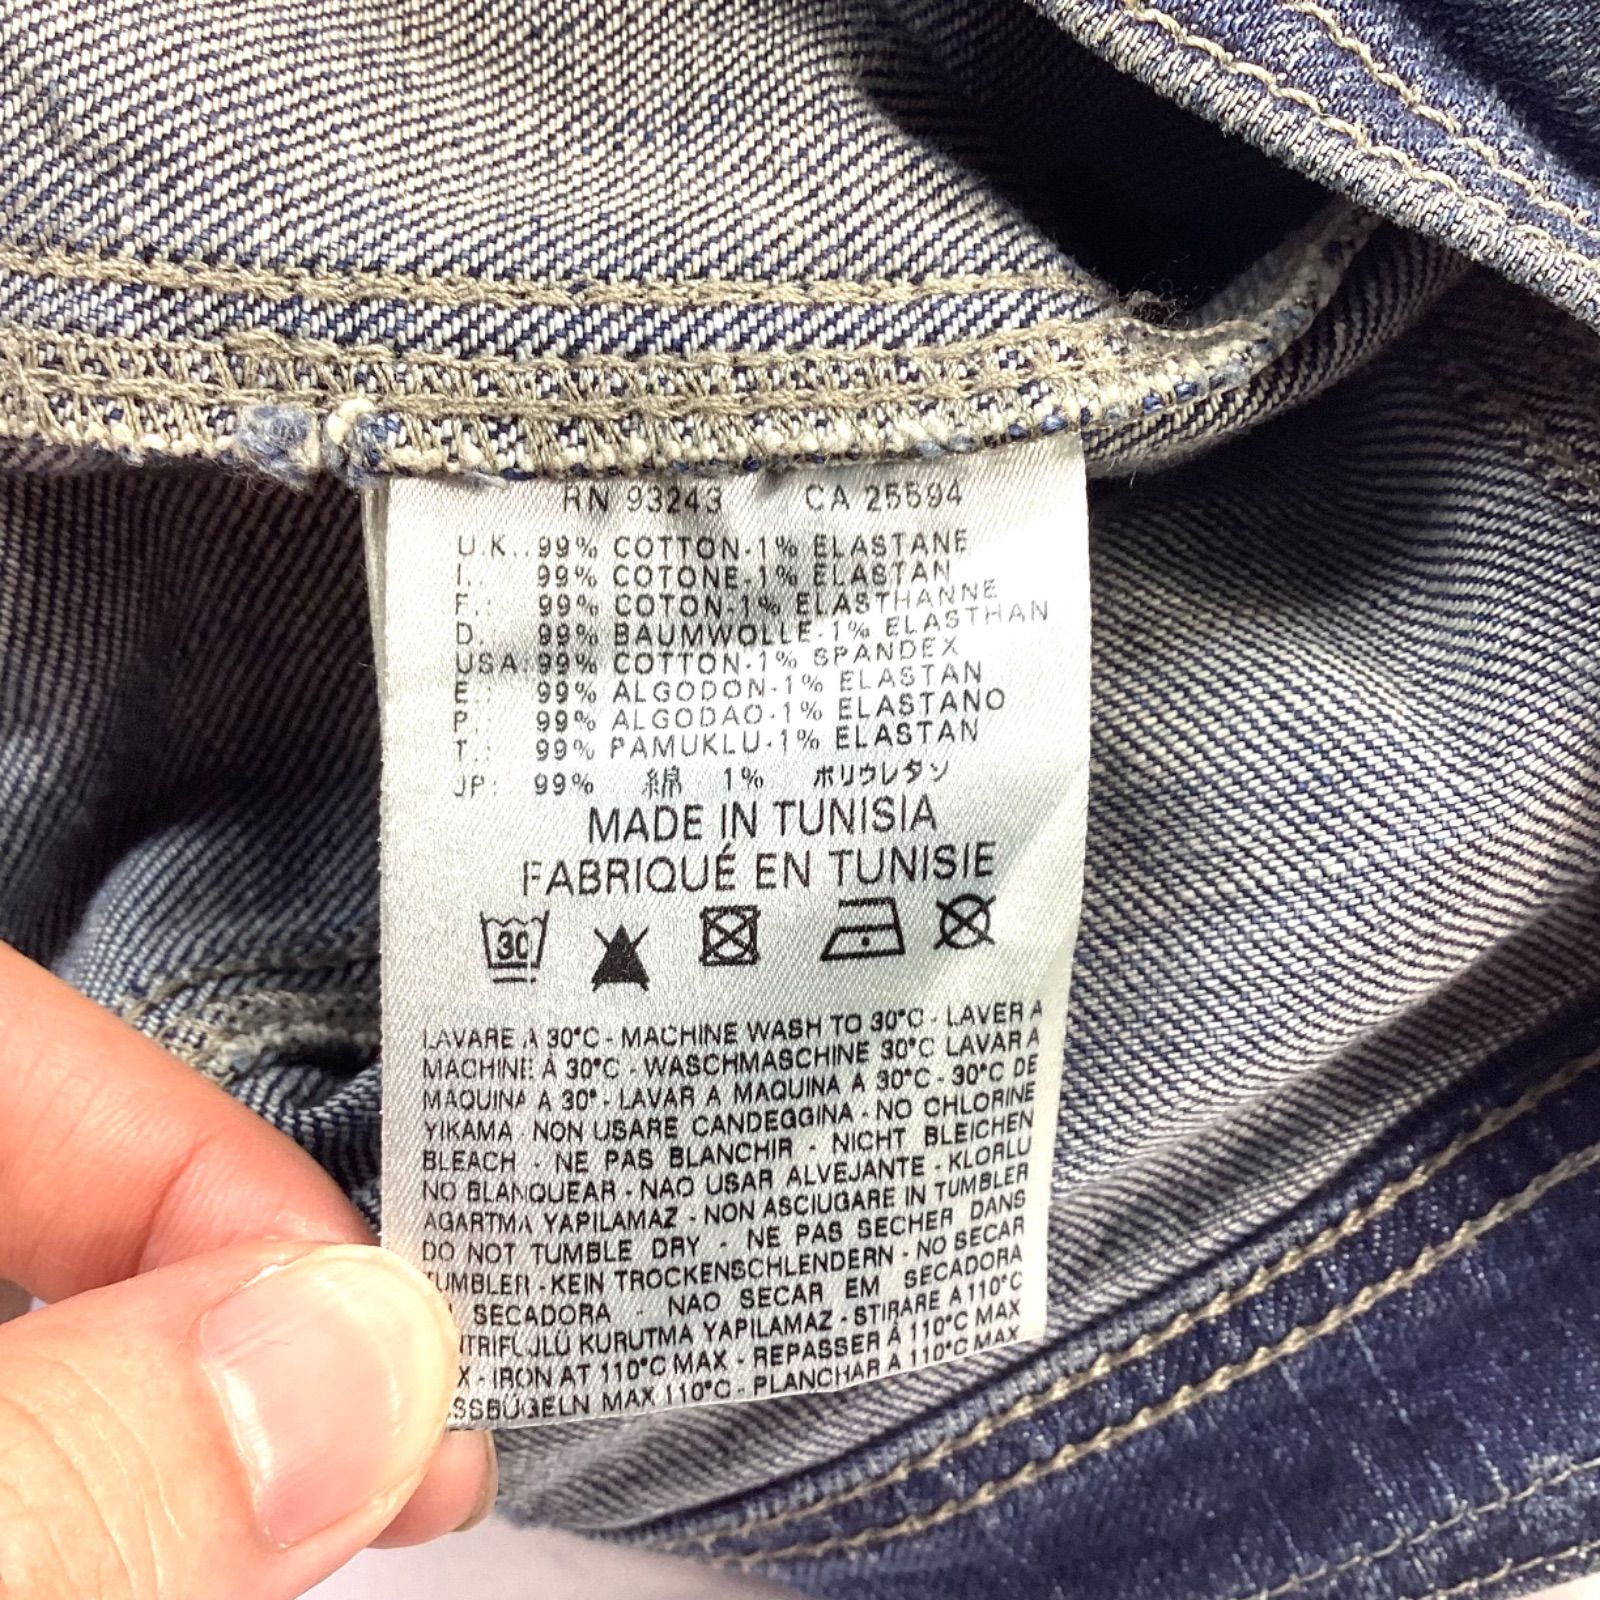 RN 93243 CA 25594
U.K.: 99% COTTON-1% ELASTANE
I.: 99% COTONE-1% ELASTAN
F.: 99% COTON-1% ELASTHANNE
D.: 99% BAUMWOLLE-1% ELASTHAN
USA: 99% COTTON-1% SPANDEX
E.: 99% ALGODON-1% ELASTAN
P.: 99% ALGODAO-1% ELASTANO
T.: 99% PAMUKLU-1% ELASTAN
JP: 99% 綿 1% ポリウレタン
MADE IN TUNISIA
FABRIQUÉ EN TUNISIE
30
LAVARE À 30°C - MACHINE WASH TO 30°C - LAVER A
MACHINE À 30°C - WASCHMASCHINE 30°C LAVAR A
MAQUINA A 30° - LAVAR A MAQUINA A 30°C - 30°C DE
YIKAMA - NON USARE CANDEGGINA - NO CHLORINE
BLEACH - NE PAS BLANCHIR - NICHT BLEICHEN
NO BLANQUEAR - NAO USAR ALVEJANTE - KLORLU
AGARTMA YAPILAMAZ - NON ASCIUGARE IN TUMBLER
DO NOT TUMBLE DRY - NE PAS SECHER DANS
TUMBLER - KEIN TROCKENSCHLENDERN - NO SECAR
SECADORA - NAO SECAR EM SECADORA
KURUTMA YAPILAMAZ - STIRARE A 110°C
- IRON AT 110°C MAX - REPASSER À 110°C MAX
MAX 110°C - PLANCHAR À 110°C MAX